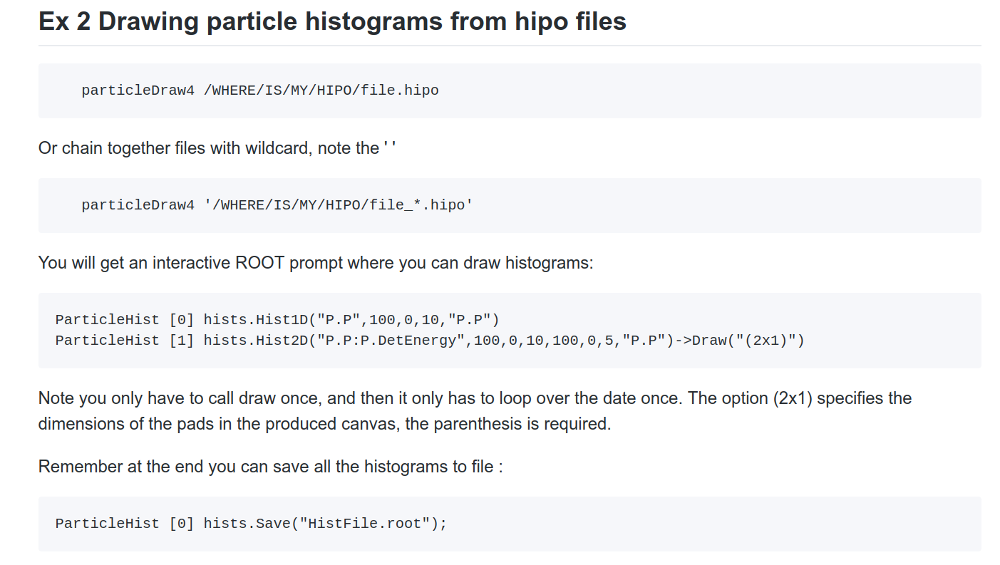 Ex 2 Drawing particle histograms from hipo files
particleDraw4 /WHERE/IS/MY/HIPO/file.hipo
Or chain together files with wildcard, note the ' '
particleDraw4 '/WHERE/IS/MY/HIPO/file_*.hipo'
You will get an interactive ROOT prompt where you can draw histograms:
ParticleHist [0] hists.Hist1D("P.P",100,0,10,"P.P")
ParticleHist [1] hists.Hist2D("P.P:P.DetEnergy",100,0,10,100,0,5,"P.P")->Draw("(2x1)")
Note you only have to call draw once, and then it only has to loop over the date once. The option (2x1) specifies the
dimensions of the pads in the produced canvas, the parenthesis is required.
Remember at the end you can save all the histograms to file :
ParticleHist [0] hists.Save("HistFile.root");